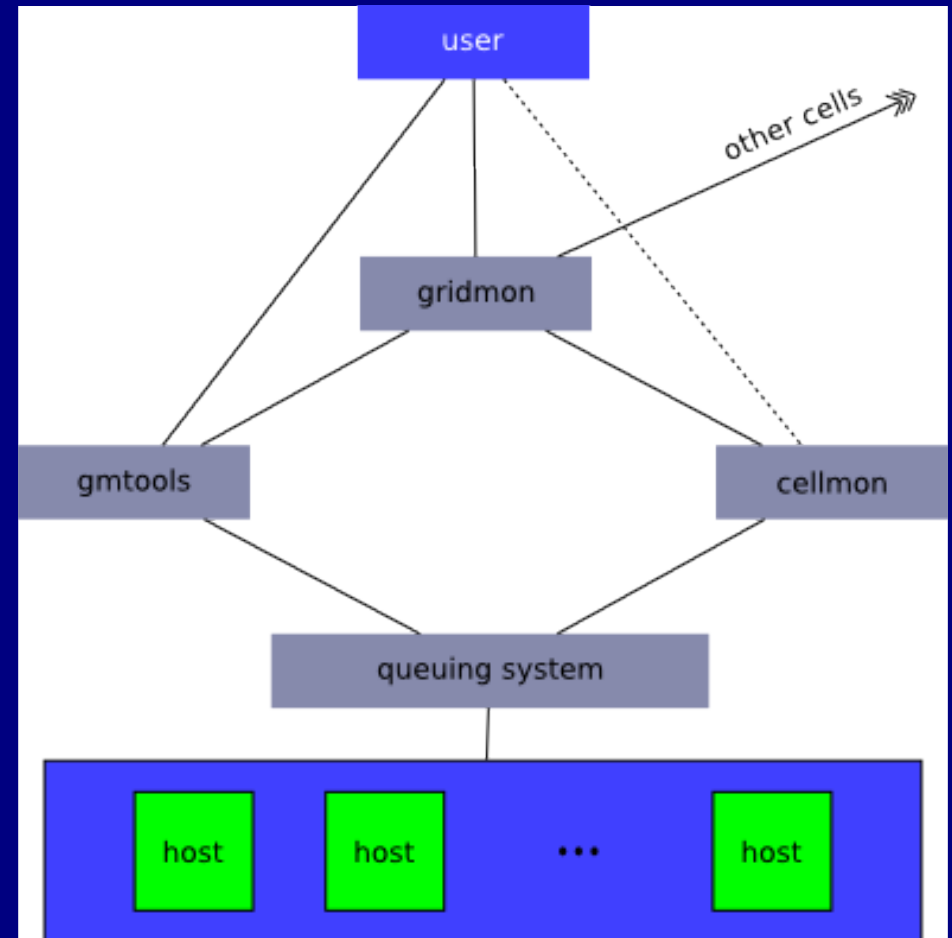 user
other cells
gridmon
gmtools
cellmon
queuing system
host
host
...
host